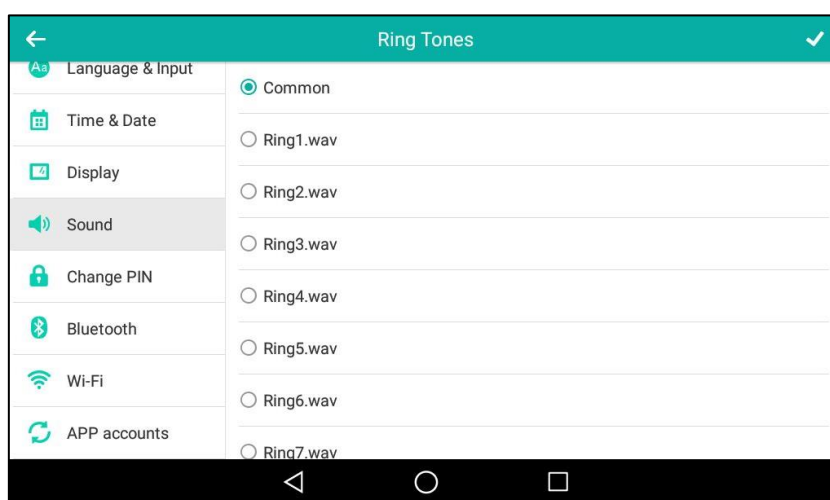 Ring Tones
Aa
Language & Input
Time & Date
Display
Sound
Change PIN
Bluetooth
Wi-Fi
APP accounts
Common
Ring1.wav
Ring2.wav
Ring3.wav
Ring4.wav
Ring5.wav
Ring6.wav
Ring7.wav